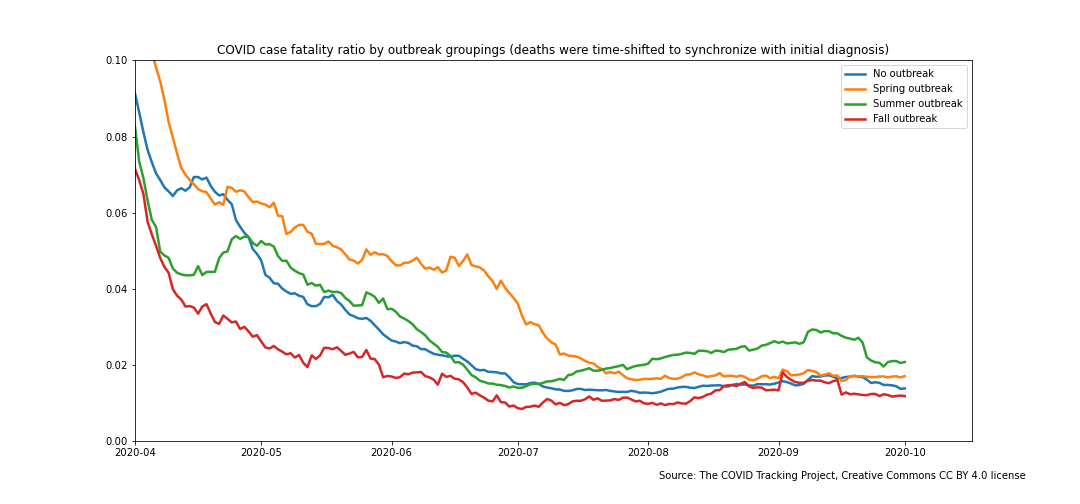 COVID case fatality ratio by outbreak groupings (deaths were time-shifted to synchronize with initial diagnosis)
0.10
0.08
0.06
0.04
0.02
0.00
No outbreak
Spring outbreak
Summer outbreak
Fall outbreak
2020-04 2020-05 2020-06 2020-07 2020-08 2020-09 2020-10
Source: The COVID Tracking Project, Creative Commons CC BY 4.0 license